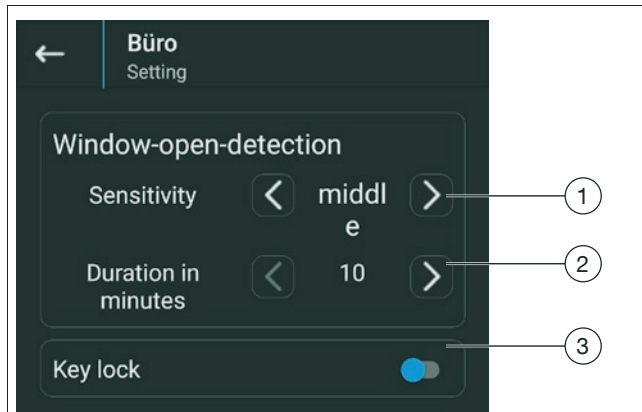 Büro
Setting
Window-open-detection
Sensitivity
middl
e
1
Duration in
minutes
10
2
3
Key lock